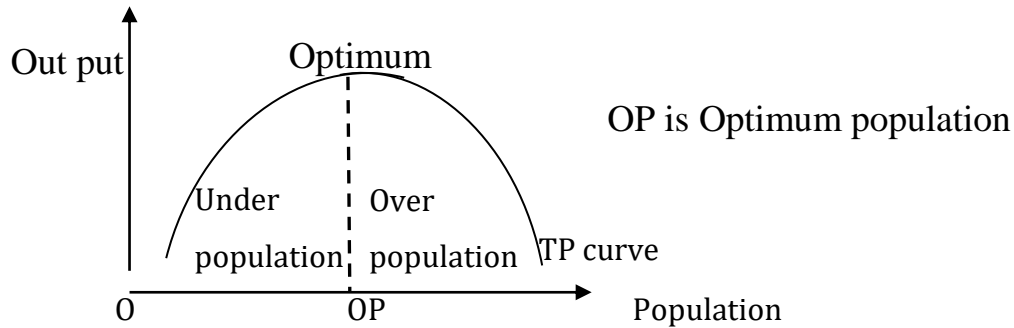 Out put
Optimum
OP is Optimum population
Under
population
Over
population
TP curve
O
OP
Population